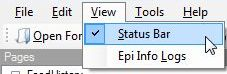 File Edit View Tools Help
Open For
Status Bar
Pages
Epi Info Logs